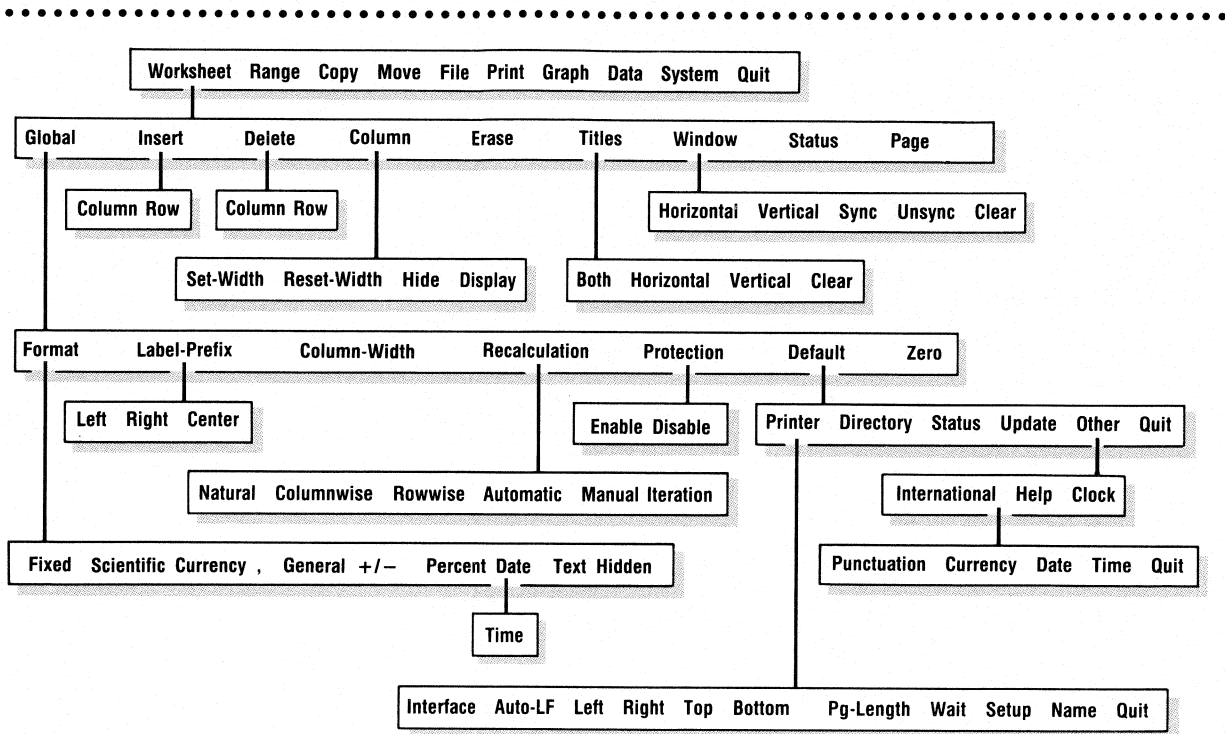 Worksheet Range Copy Move File Print Graph Data System Quit
Global Insert Delete Column Erase Titles Window Status Page
Column Row
Column Row
Horizontal Vertical Sync Unsync Clear
Set-Width Reset-Width Hide Display
Both Horizontal Vertical Clear
Format Label-Prefix Column-Width Recalculation Protection Default Zero
Left Right Center
Enable Disable
Printer Directory Status Update Other Quit
Natural Columnwise Rowwise Automatic Manual Iteration
International Help Clock
Fixed Scientific Currency , General +/− Percent Date Text Hidden
Punctuation Currency Date Time Quit
Time
Interface Auto-LF Left Right Top Bottom Pg-Length Wait Setup Name Quit